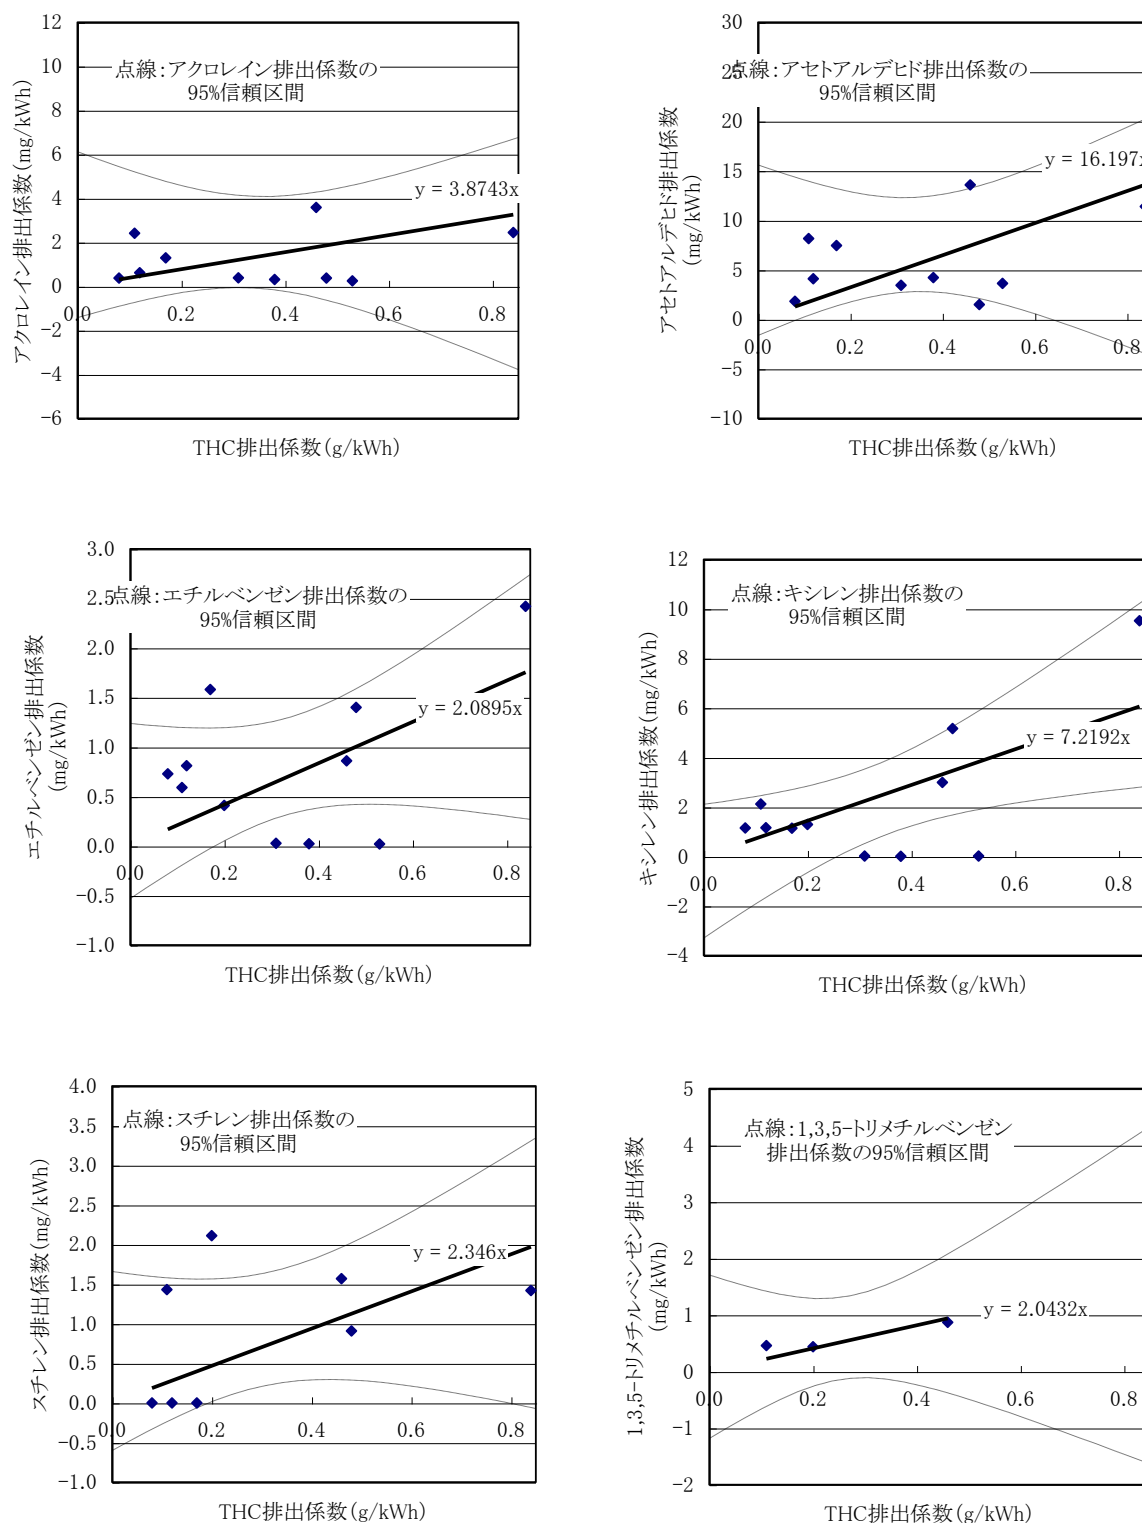 12
10
8
6
4
2
0
−2
−4
−6
アクロレイン排出係数(mg/kWh)
点線:アクロレイン排出係数の
95%信頼区間
y = 3.8743x
0.0
0.2
0.4
0.6
0.8
THC排出係数(g/kWh)
30
25
20
15
10
5
0
−5
−10
アセトアルデヒド排出係数
(mg/kWh)
点線:アセトアルデヒド排出係数の
95%信頼区間
y = 16.197x
0.0
0.2
0.4
0.6
0.8
THC排出係数(g/kWh)
3.0
2.5
2.0
1.5
1.0
0.5
0.0
−0.5
−1.0
エチルベンゼン排出係数
(mg/kWh)
点線:エチルベンゼン排出係数の
95%信頼区間
y = 2.0895x
0.0
0.2
0.4
0.6
0.8
THC排出係数(g/kWh)
12
10
8
6
4
2
0
−2
−4
キシレン排出係数(mg/kWh)
点線:キシレン排出係数の
95%信頼区間
y = 7.2192x
0.0
0.2
0.4
0.6
0.8
THC排出係数(g/kWh)
4.0
3.5
3.0
2.5
2.0
1.5
1.0
0.5
0.0
−0.5
−1.0
スチレン排出係数(mg/kWh)
点線:スチレン排出係数の
95%信頼区間
y = 2.346x
0.0
0.2
0.4
0.6
0.8
THC排出係数(g/kWh)
5
4
3
2
1
0
−1
−2
1,3,5-トリメチルベンゼン排出係数
(mg/kWh)
点線:1,3,5-トリメチルベンゼン
排出係数の95%信頼区間
y = 2.0432x
0.0
0.2
0.4
0.6
0.8
THC排出係数(g/kWh)